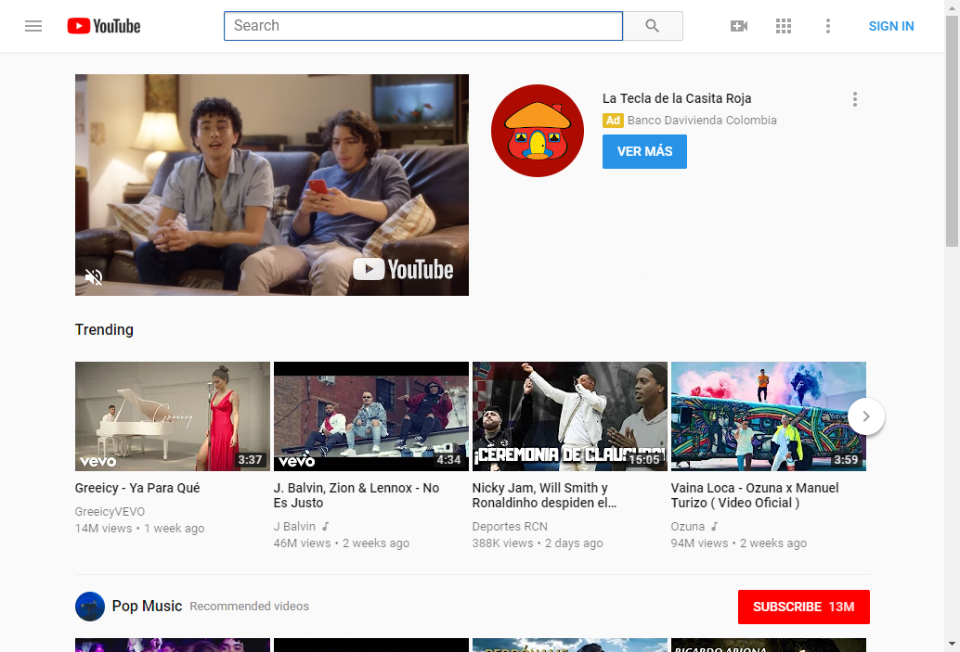 YouTube
Search
SIGN IN
La Tecla de la Casita Roja
Ad Banco Davivienda Colombia
VER MÁS
YouTube
Trending
Greeicy
vevo
3:37
vevo
4:34
¡CEREMONIA DE CLAUSURA!
15:05
3:59
Greeicy - Ya Para Qué
GreeicyVEVO
14M views • 1 week ago
J. Balvin, Zion & Lennox - No
Es Justo
J Balvin
46M views • 2 weeks ago
Nicky Jam, Will Smith y
Ronaldinho despiden el...
Deportes RCN
388K views • 2 days ago
Vaina Loca - Ozuna x Manuel
Turizo ( Video Oficial )
Ozuna
94M views • 2 weeks ago
Pop Music Recommended videos
SUBSCRIBE 13M
RICARDO ARJONA